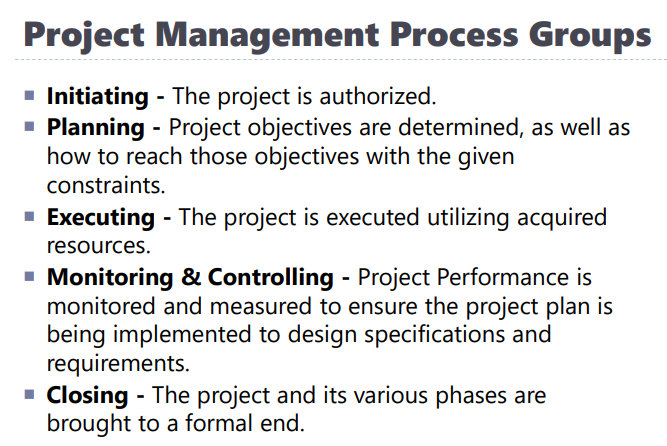 Project Management Process Groups
▪ Initiating - The project is authorized.
▪ Planning - Project objectives are determined, as well as
how to reach those objectives with the given
constraints.
▪ Executing - The project is executed utilizing acquired
resources.
▪ Monitoring & Controlling - Project Performance is
monitored and measured to ensure the project plan is
being implemented to design specifications and
requirements.
▪ Closing - The project and its various phases are
brought to a formal end.